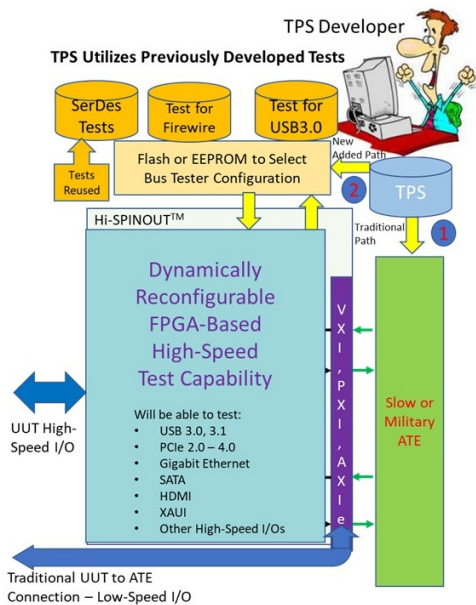 TPS Developer
TPS Utilizes Previously Developed Tests
SerDes
Tests
Test for
Firewire
Test for
USB3.0
Tests
Reused
Flash or EEPROM to Select
Bus Tester Configuration
New
Added Path
2
TPS
Traditional
Path
1
Hi-SPINOUT™
Dynamically
Reconfigurable
FPGA-Based
High-Speed
Test Capability
Will be able to test:
• USB 3.0, 3.1
• PCIe 2.0 – 4.0
• Gigabit Ethernet
• SATA
• HDMI
• XAUI
• Other High-Speed I/Os
VXI, PXI, AXIe
Slow or
Military
ATE
UUT High-
Speed I/O
Traditional UUT to ATE
Connection – Low-Speed I/O